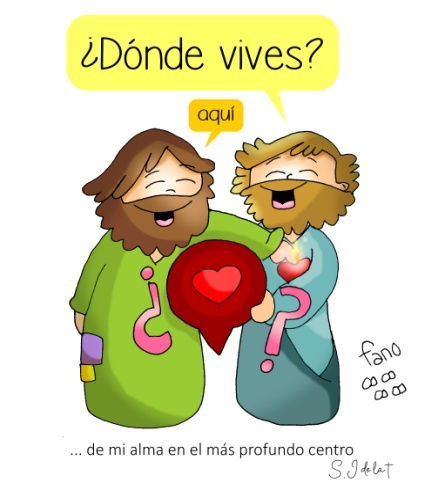 ¿Dónde vives?
aquí
¿ ?
fano
... de mi alma en el más profundo centro
S. J de la T